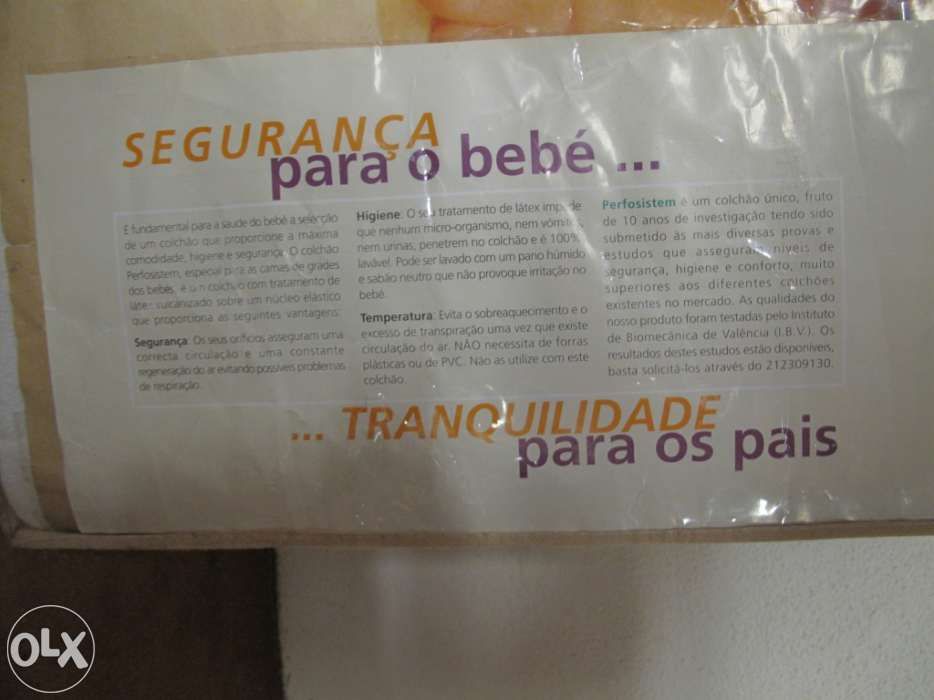 SEGURANÇA
para o bebé ...
É fundamental para a saude do bebé a selecção
de um colchão que proporcione a máxima
comodidade, higiene e segurança. O colchão
Perfosistem, especial para as camas de grades
dos bebés, é um colchão com tratamento de
látex vulcanizado sobre um núcleo elástico
que proporciona as seguintes vantagens:
Segurança: Os seus orificios asseguram uma
correcta circulação e uma constante
regeneração do ar evitando possiveis problemas
de respiração.
Higiene: O seu tratamento de látex impede
que nenhum micro-organismo, nem vómitos,
nem urinas, penetrem no colchão e é 100%
lavável. Pode ser lavado com um pano húmido
e sabão neutro que não provogue irritação no
bebé.
Temperatura: Evita o sobreaquecimento e o
excesso de transpiração uma vez que existe
circulação do ar. NÃO necessita de forras
plásticas ou de PVC. Não as utilize com este
colchão.
Perfosistem é um colchão único, fruto
de 10 anos de investigação tendo sido
submetido às mais diversas provas e
estudos que asseguram níveis de
segurança, higiene e conforto, muito
superiores aos diferentes colchões
existentes no mercado. As qualidades do
nosso produto foram testadas pelo Instituto
de Biomecânica de València (I.B.V.). Os
resultados destes estudos estão disponíveis,
basta solicitá-los através do 212309130.
... TRANQUILIDADE
para os pais
OLX